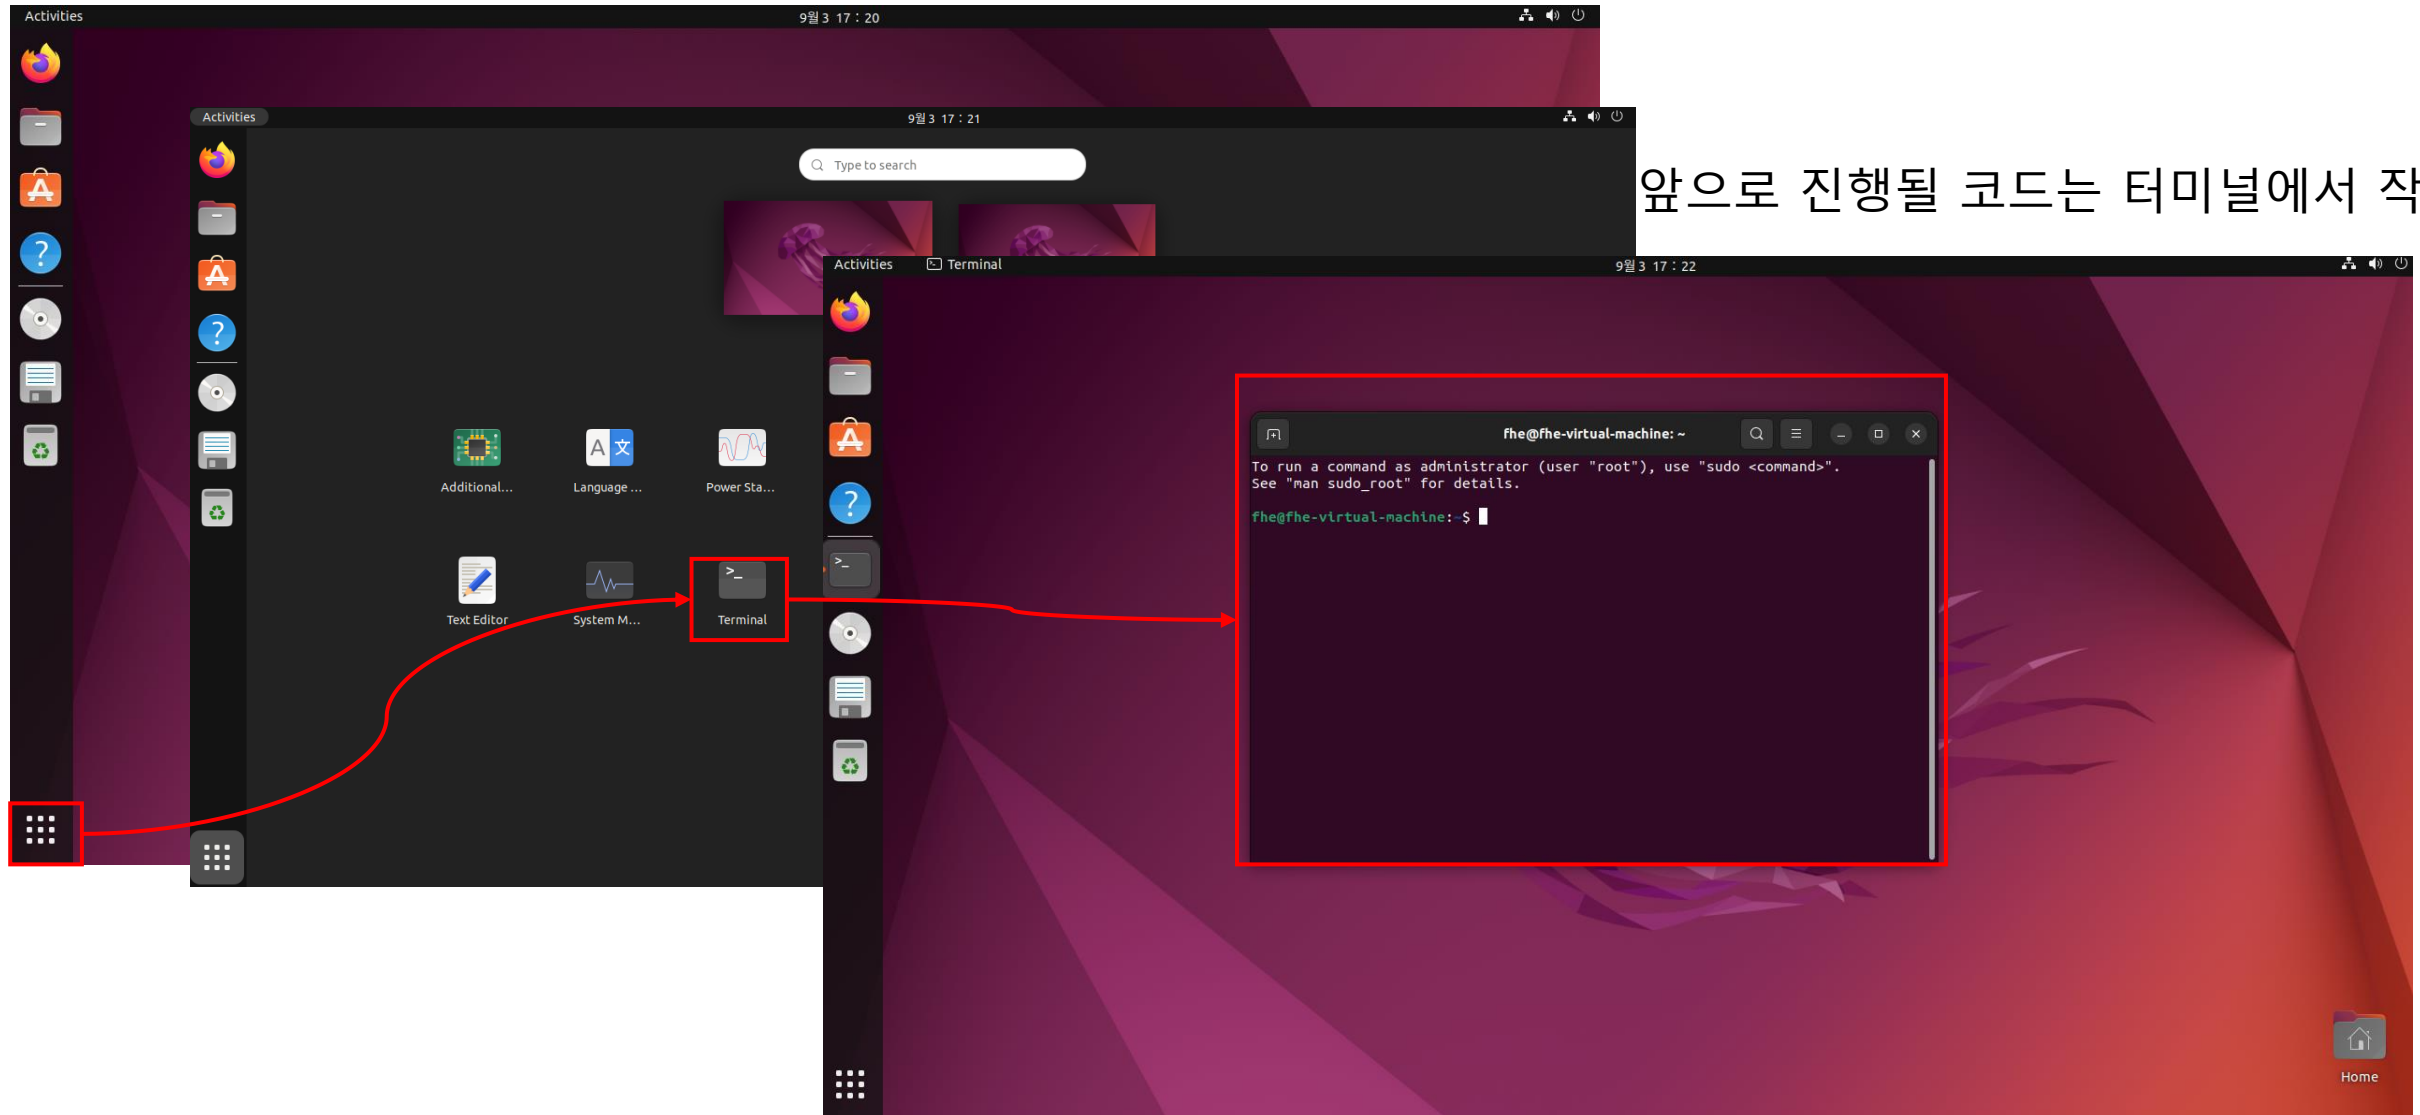 Activities
9월 3 17 : 20
Activities
9월 3 17 : 21
Type to search
앞으로 진행될 코드는 터미널에서 작
Activities
Terminal
9월 3 17 : 22
Additional...
Language ...
Power Sta...
Text Editor
System M...
Terminal
fhe@fhe-virtual-machine: ~
To run a command as administrator (user "root"), use "sudo <command>".
See "man sudo_root" for details.
fhe@fhe-virtual-machine:~$
Home